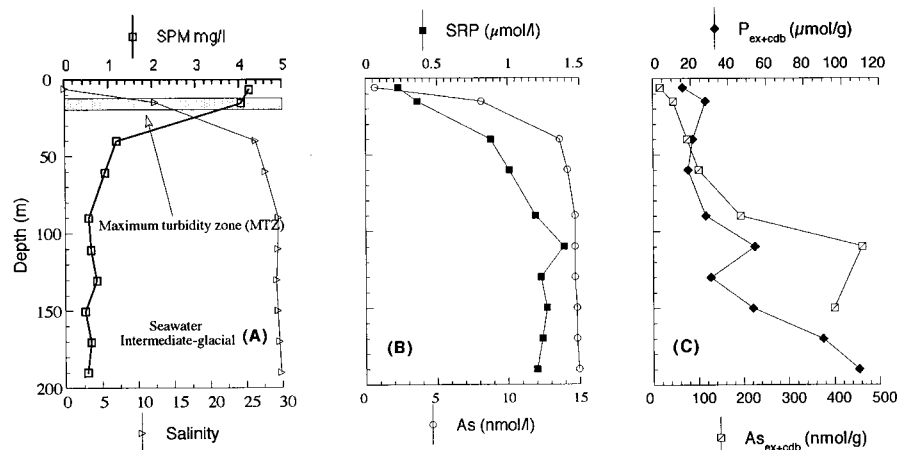 SPM mg/l
0 1 2 3 4 5
0
50
100
150
200
Depth (m)
Maximum turbidity zone (MTZ)
Seawater
Intermediate-glacial
(A)
0 5 10 15 20 25 30
Salinity
SRP (µmol/l)
0 0.5 1 1.5
(B)
0 5 10 15
As (nmol/l)
P ex+cdb (µmol/g)
0 20 40 60 80 100 120
(C)
0 100 200 300 400 500
As ex+cdb (nmol/g)